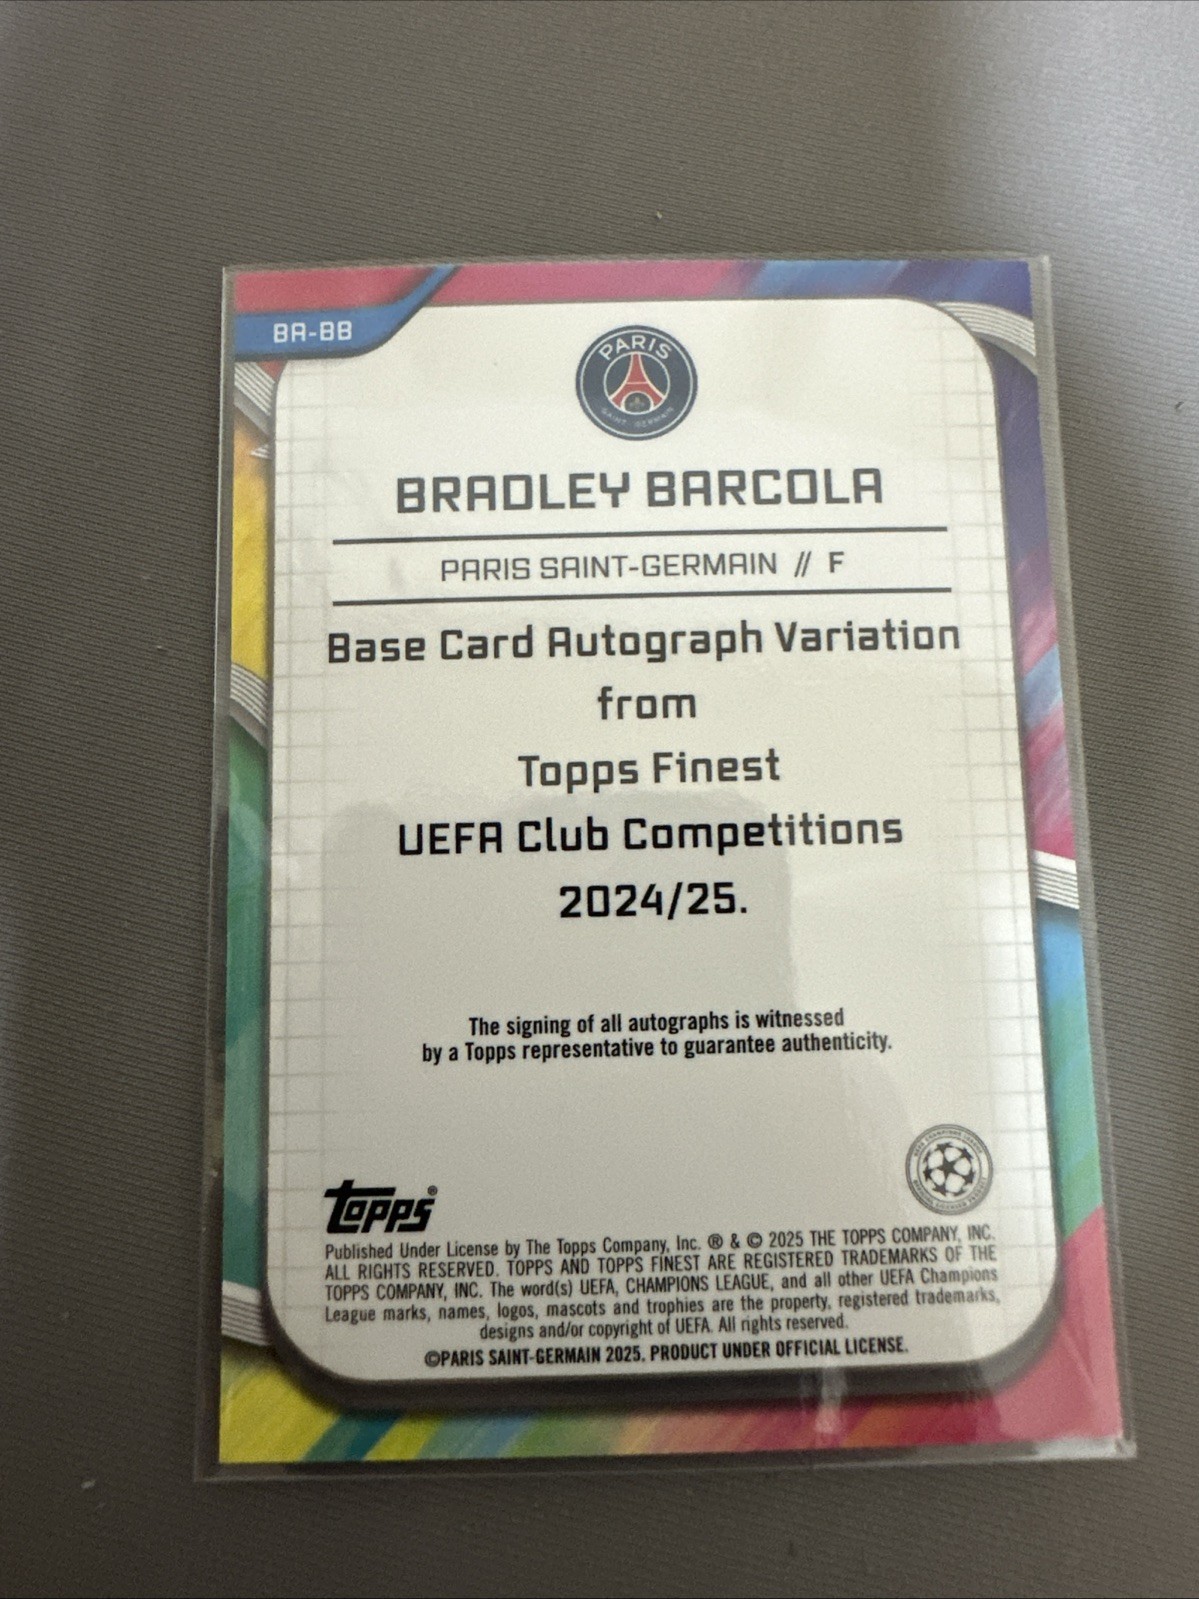 BA-BB
PARIS
SAINT-GERMAIN
BRADLEY BARCOLA
PARIS SAINT-GERMAIN // F
Base Card Autograph Variation
from
Topps Finest
UEFA Club Competitions
2024/25.
The signing of all autographs is witnessed
by a Topps representative to guarantee authenticity.
Topps®
Published Under License by The Topps Company, Inc. ® & © 2025 THE TOPPS COMPANY, INC.
ALL RIGHTS RESERVED. TOPPS AND TOPPS FINEST ARE REGISTERED TRADEMARKS OF THE
TOPPS COMPANY, INC. The word(s) UEFA, CHAMPIONS LEAGUE, and all other UEFA Champions
League marks, names, logos, mascots and trophies are the property, registered trademarks,
designs and/or copyright of UEFA. All rights reserved.
©PARIS SAINT-GERMAIN 2025. PRODUCT UNDER OFFICIAL LICENSE.